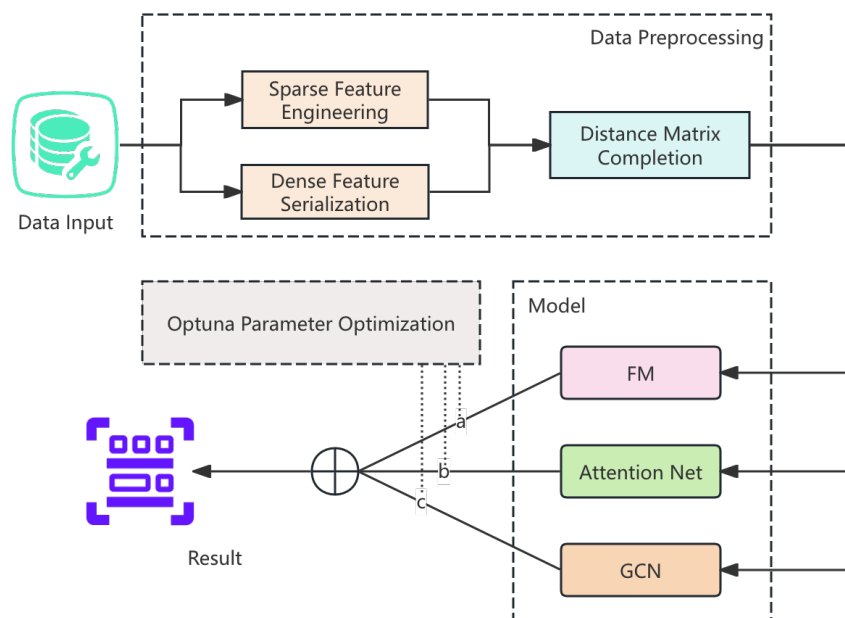 Data Preprocessing
Sparse Feature
Engineering
Dense Feature
Serialization
Distance Matrix
Completion
Data Input
Optuna Parameter Optimization
Model
FM
a
Attention Net
b
c
GCN
Result